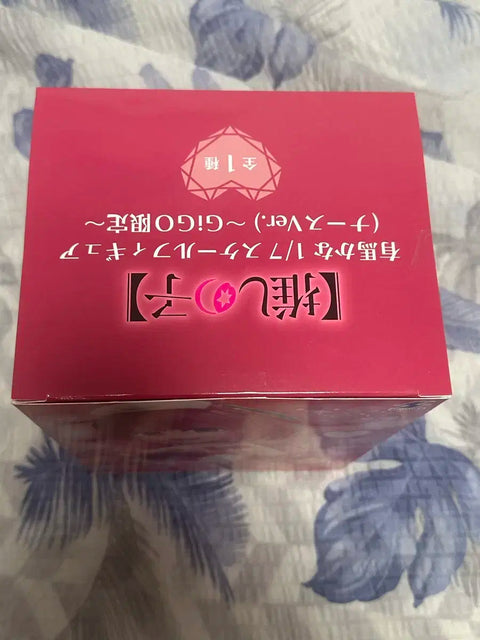 【推しの子】
有馬かな 1/7 スケールフィギュア
(ナースVer.) ～GiGO限定～
全1種